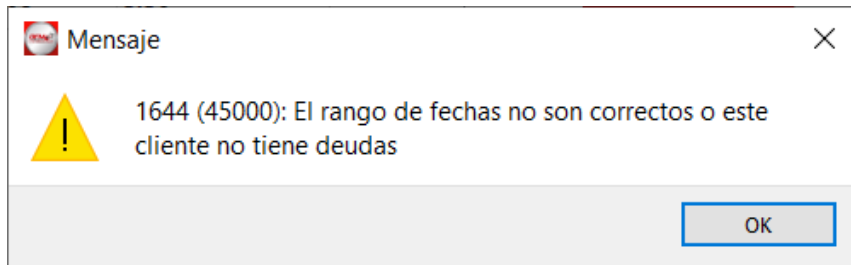 Mensaje
1644 (45000): El rango de fechas no son correctos o este
cliente no tiene deudas
OK